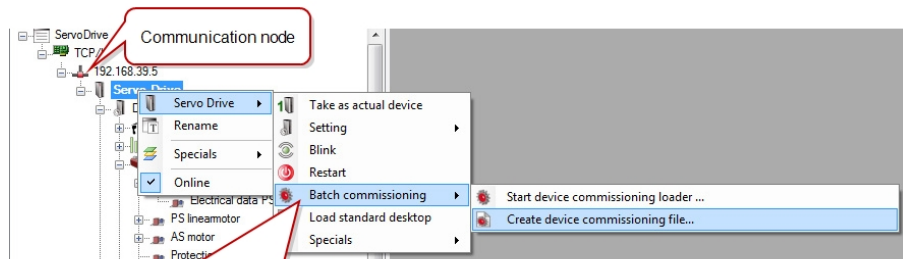 ServoDrive
Communication node
TCP/
192.168.39.5
Servo Drive
Servo Drive
Take as actual device
Rename
Setting
Specials
Blink
Restart
Online
Batch commissioning
Start device commissioning loader ...
Electrical data PS
Load standard desktop
Create device commissioning file...
PS linearmotor
AS motor
Specials
Protectio